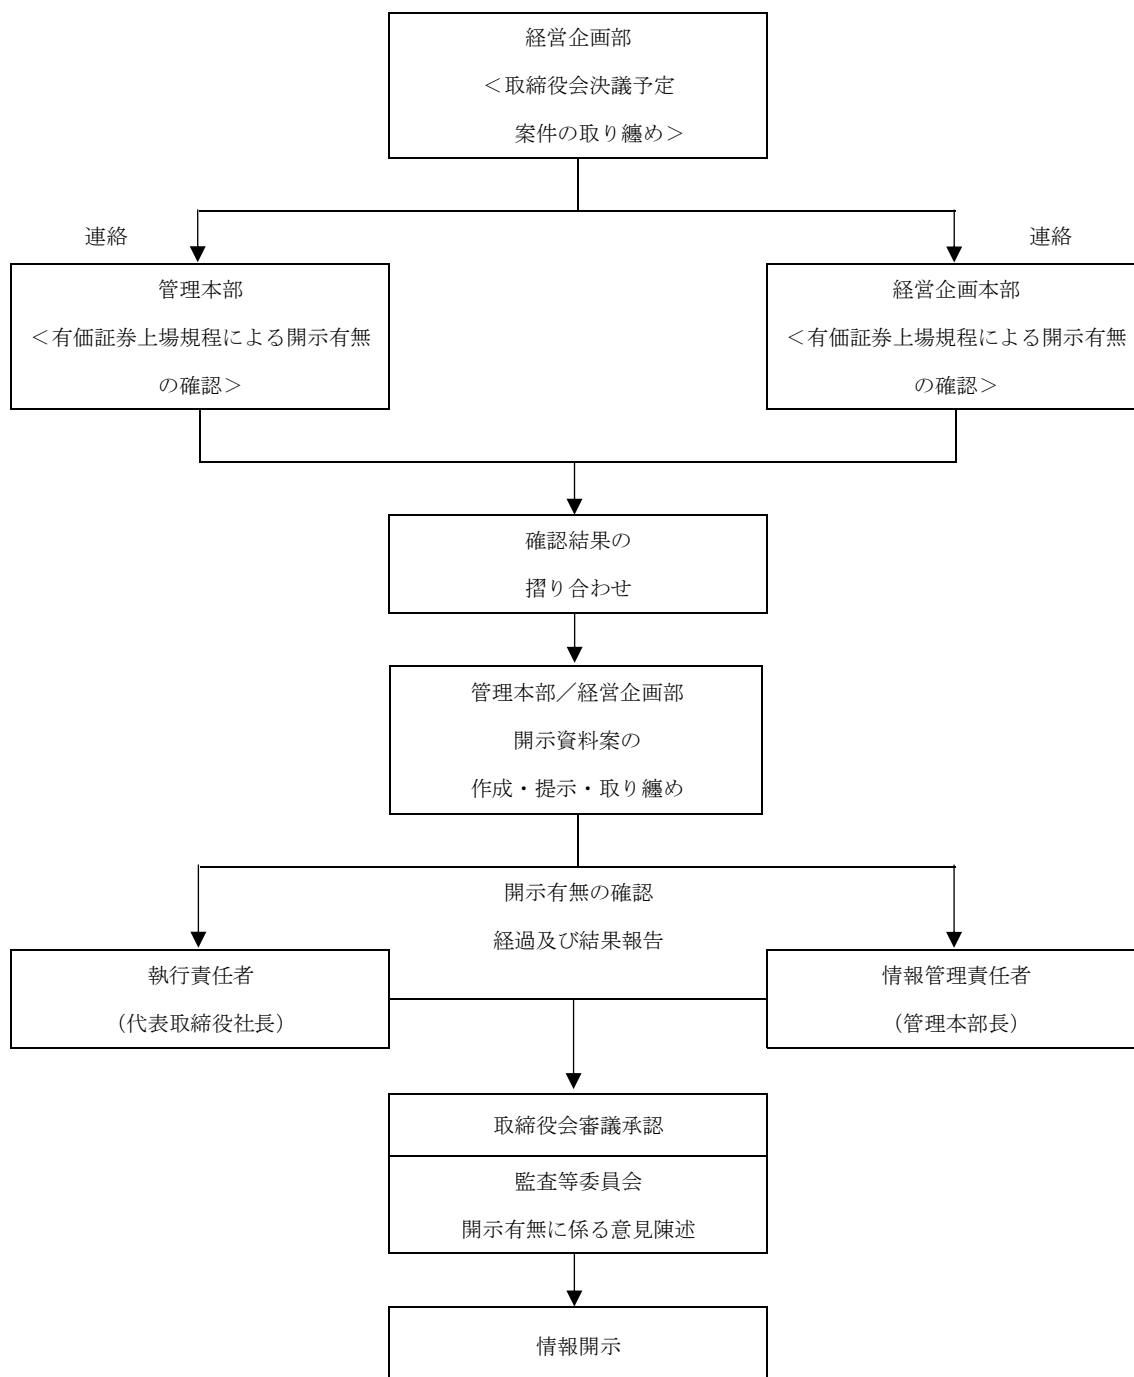 経営企画部
＜取締役会決議予定
案件の取り纏め＞
連絡
連絡
管理本部
＜有価証券上場規程による開示有無
の確認＞
経営企画本部
＜有価証券上場規程による開示有無
の確認＞
確認結果の
摺り合わせ
管理本部／経営企画部
開示資料案の
作成・提示・取り纏め
開示有無の確認
経過及び結果報告
執行責任者
（代表取締役社長）
情報管理責任者
（管理本部長）
取締役会審議承認
監査等委員会
開示有無に係る意見陳述
情報開示